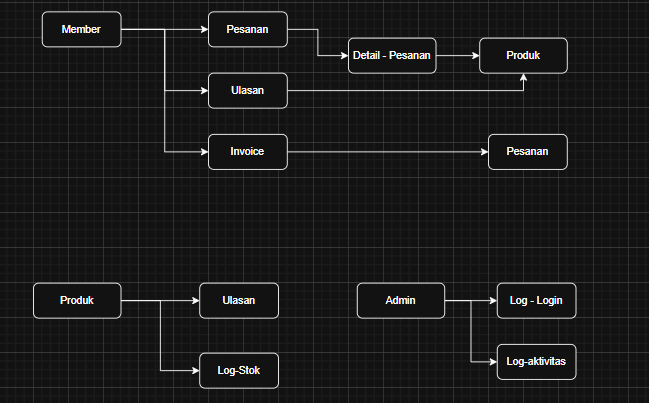 Member
Pesanan
Detail - Pesanan
Produk
Ulasan
Invoice
Pesanan
Produk
Ulasan
Log-Stok
Admin
Log - Login
Log-aktivitas